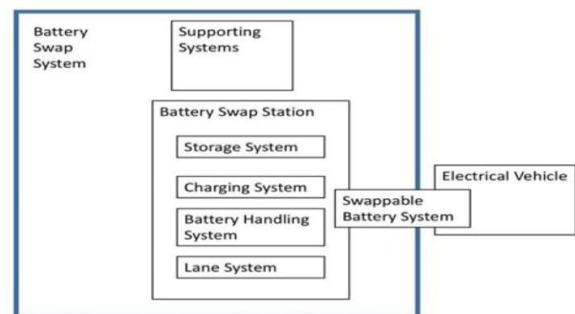 Battery
Swap
System
Supporting
Systems
Battery Swap Station
Storage System
Charging System
Battery Handling
System
Lane System
Swappable
Battery System
Electrical Vehicle